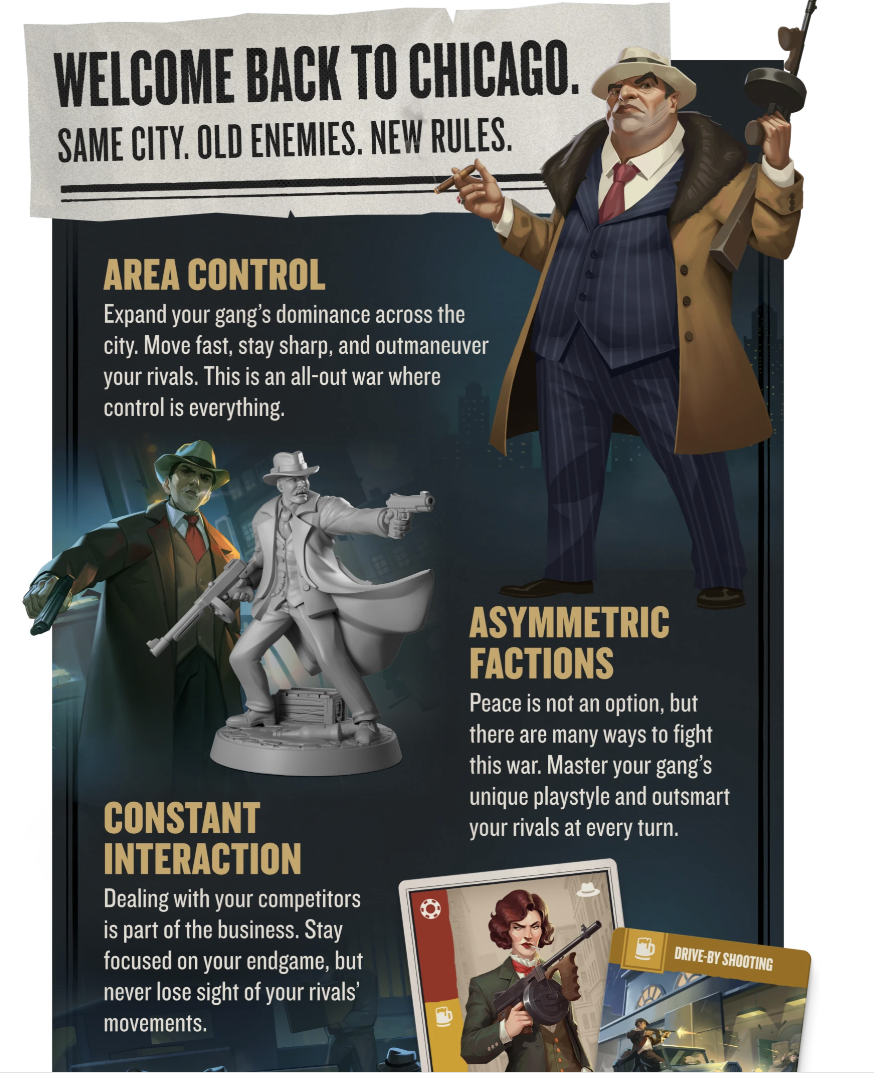 WELCOME BACK TO CHICAGO.
SAME CITY. OLD ENEMIES. NEW RULES.
AREA CONTROL
Expand your gang’s dominance across the
city. Move fast, stay sharp, and outmaneuver
your rivals. This is an all-out war where
control is everything.
ASYMMETRIC
FACTIONS
Peace is not an option, but
there are many ways to fight
this war. Master your gang’s
unique playstyle and outsmart
your rivals at every turn.
CONSTANT
INTERACTION
Dealing with your competitors
is part of the business. Stay
focused on your endgame, but
never lose sight of your rivals’
movements.
DRIVE-BY SHOOTING